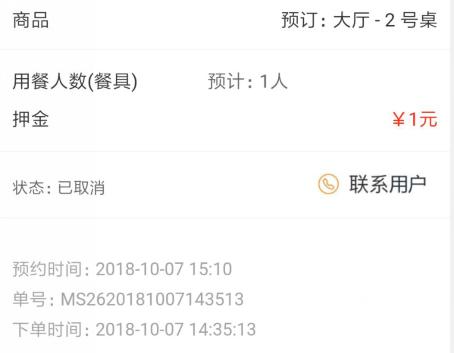 商品 预订: 大厅 - 2 号桌
用餐人数(餐具) 预计: 1人
押金 ￥1元
状态: 已取消 联系用户
预约时间: 2018-10-07 15:10
单号: MS2620181007143513
下单时间: 2018-10-07 14:35:13